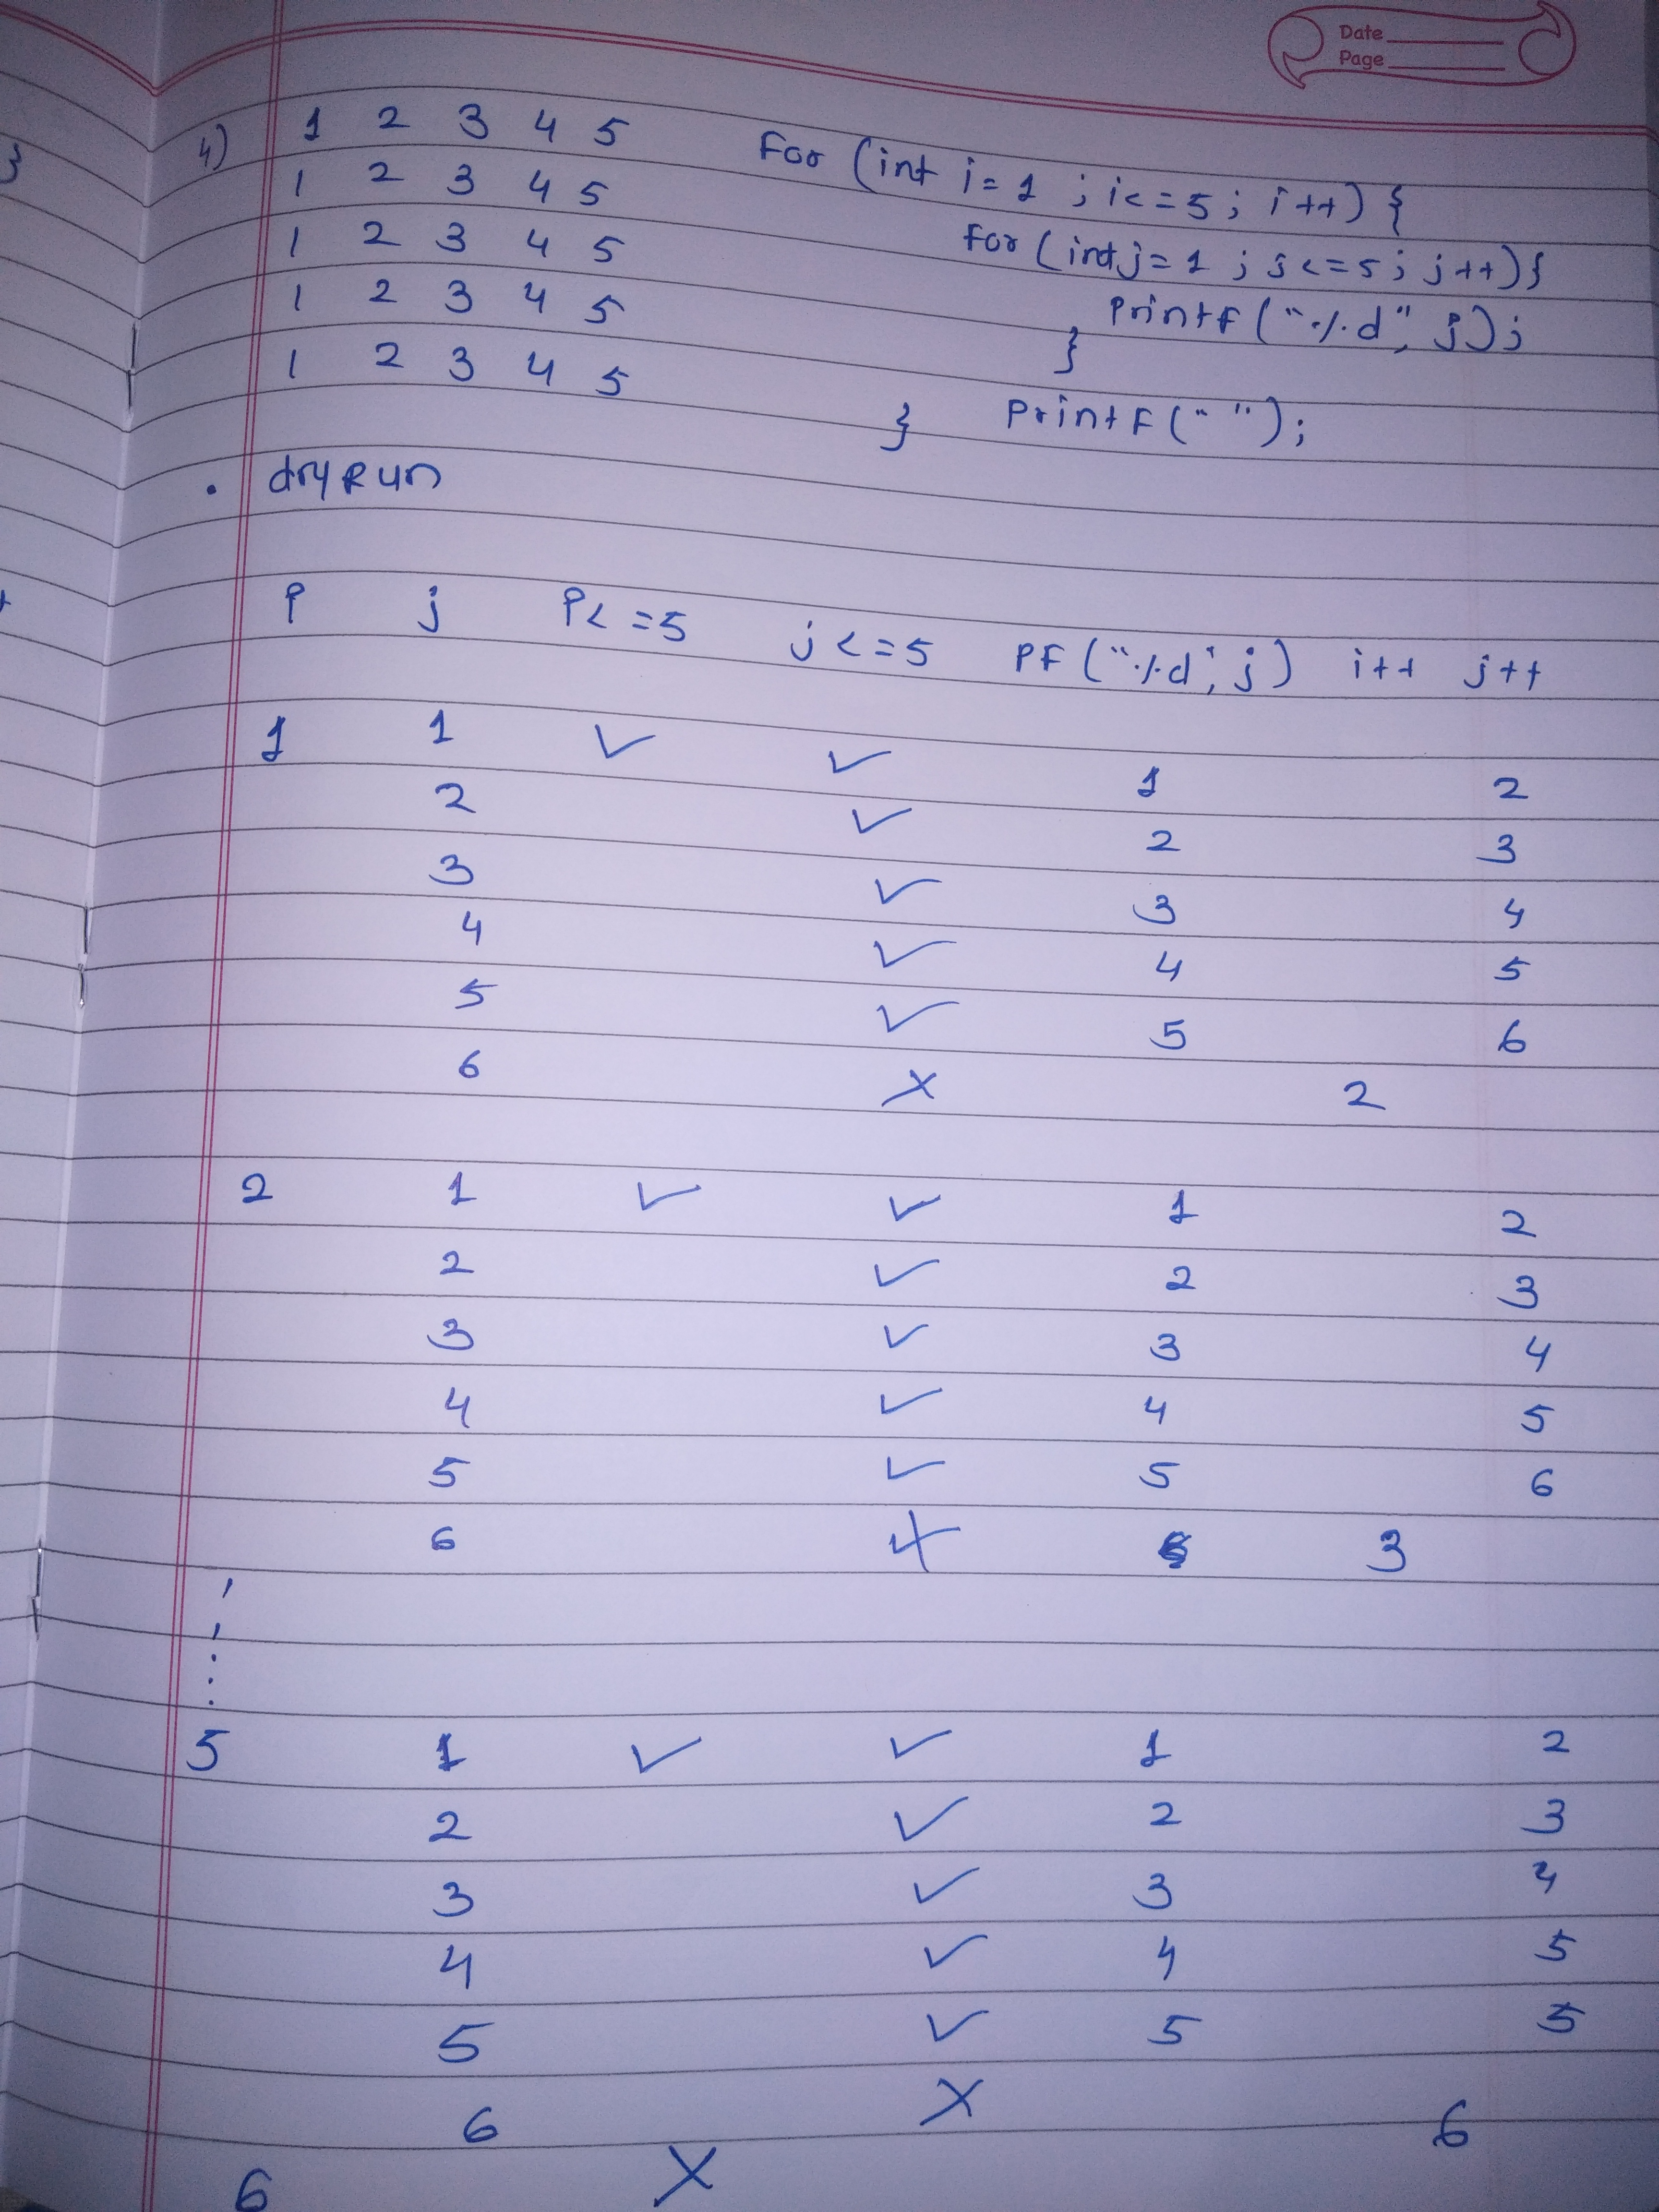 Date
Page
}
4) 1 2 3 4 5 For (int i=1 ; i<=5; i++) {
1 2 3 4 5 For (int j=1 ; j<=5; j++){
1 2 3 4 5 Printf ("%d", j);
1 2 3 4 5 }
1 2 3 4 5 Printf (" ");
}
• dry Run
i j i<=5 j<=5 PF ("%d", j) i++ j++
1 1 ✓ ✓ 1 2
2 ✓ 2 3
3 ✓ 3 4
4 ✓ 4 5
5 ✓ 5 6
6 X 2
2 1 ✓ ✓ 1 2
2 ✓ 2 3
3 ✓ 3 4
4 ✓ 4 5
5 ✓ 5 6
6 X 3
5 1 ✓ ✓ 1 2
2 ✓ 2 3
3 ✓ 3 4
4 ✓ 4 5
5 ✓ 5 5
6 X 6
6 X